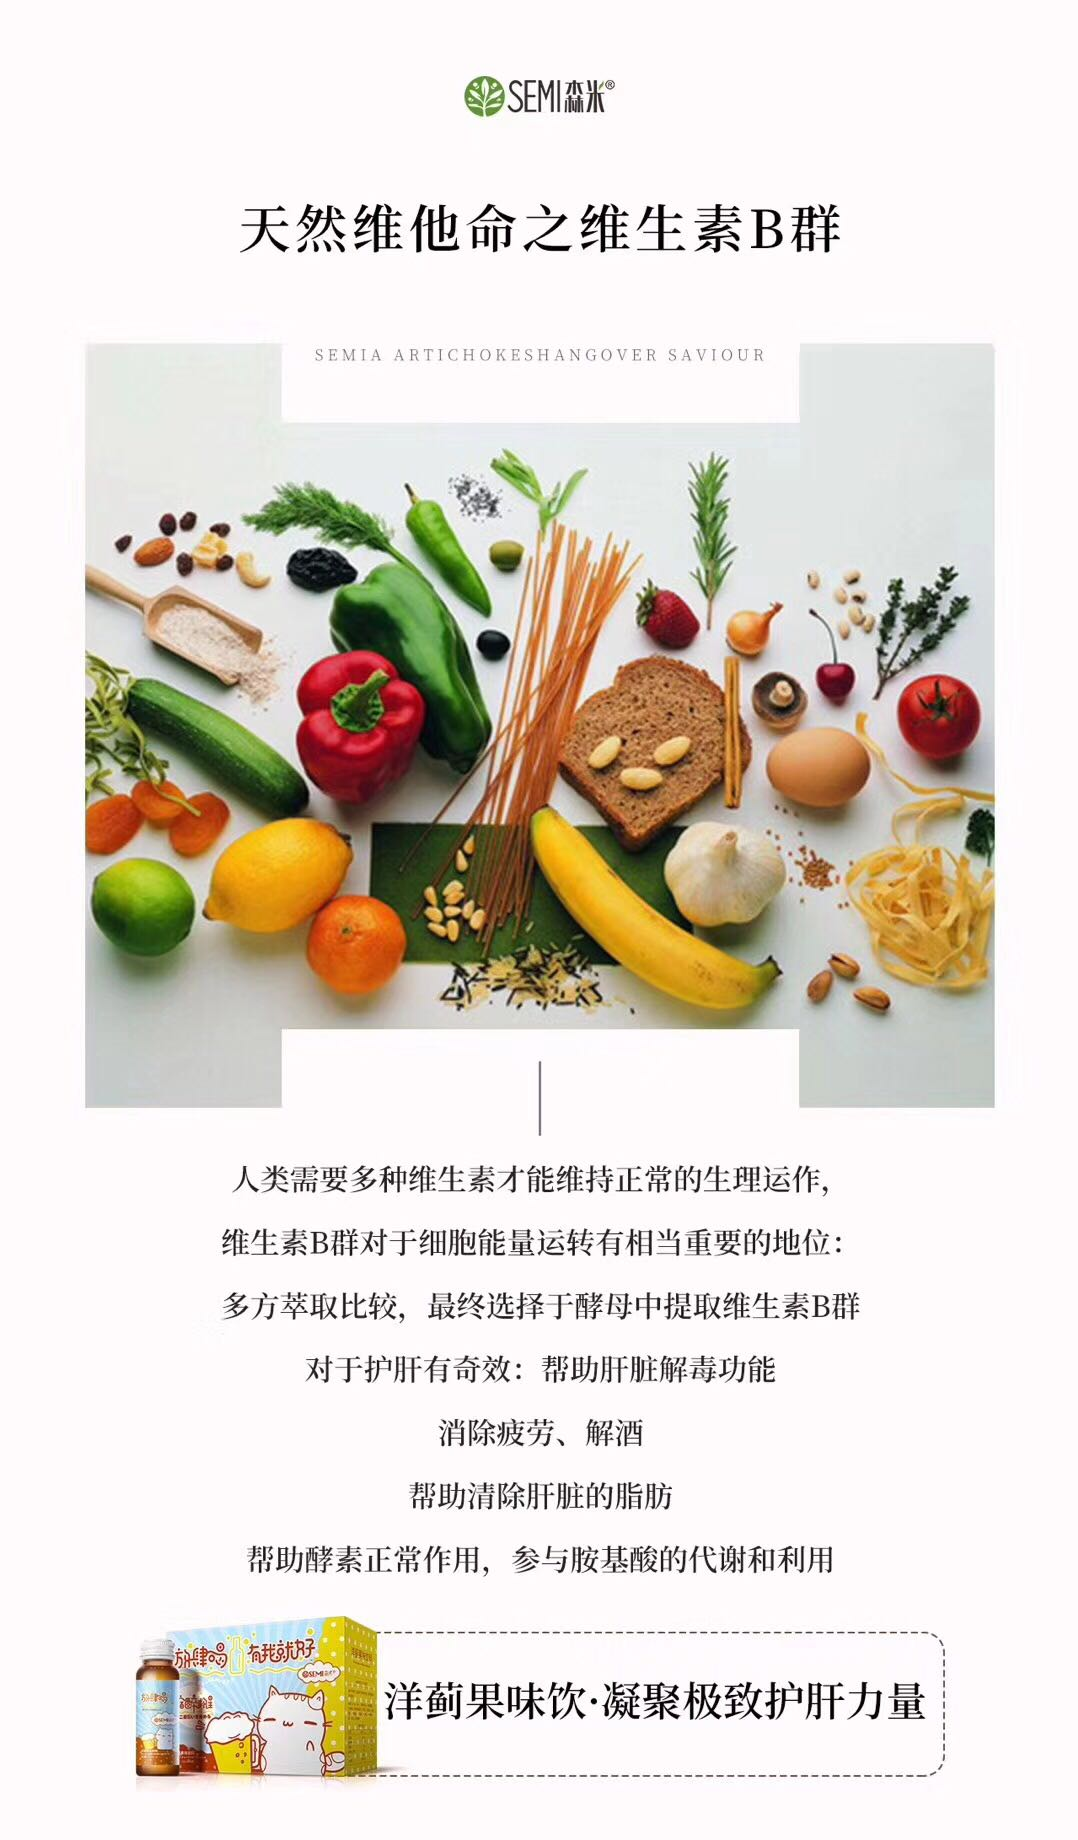 SEMI森米®
天然维他命之维生素B群
SEMIA ARTICHOKESHANGOVER SAVIOUR
人类需要多种维生素才能维持正常的生理运作，
维生素B群对于细胞能量运转有相当重要的地位：
多方萃取比较，最终选择于酵母中提取维生素B群
对于护肝有奇效：帮助肝脏解毒功能
消除疲劳、解酒
帮助清除肝脏的脂肪
帮助酵素正常作用，参与胺基酸的代谢和利用
放肆喝 有我就好
SEMI
放肆喝
洋蓟果味饮·凝聚极致护肝力量